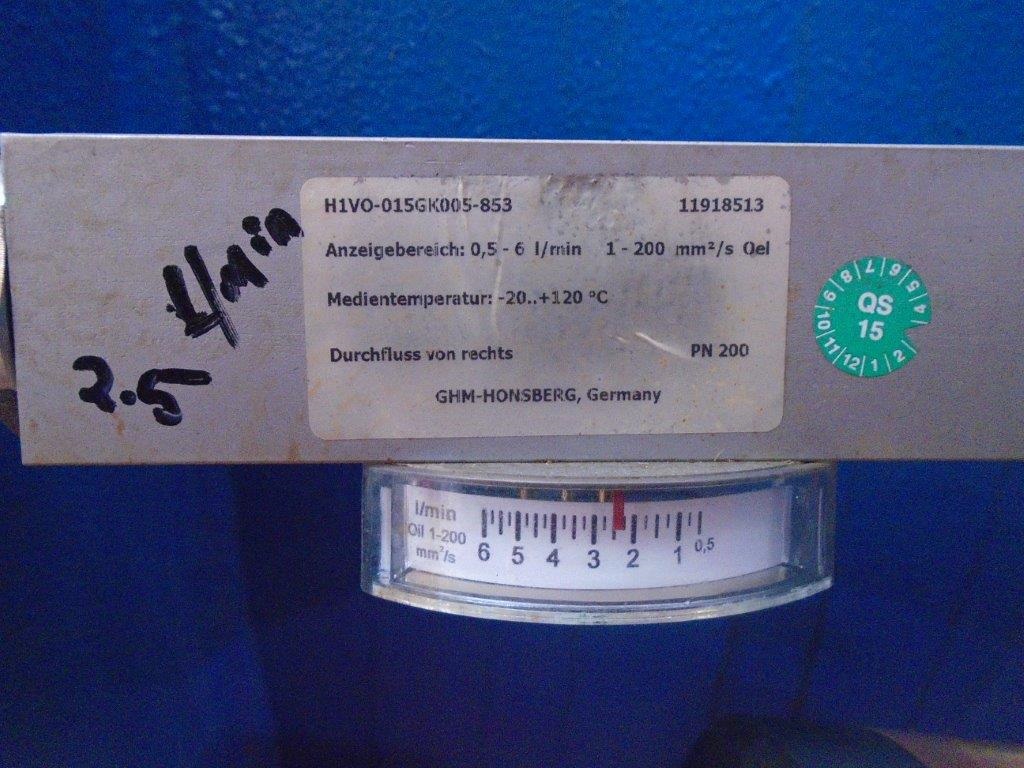 H1VO-015GK005-853 11918513
Anzeigebereich: 0,5 - 6 l/min 1 - 200 mm²/s Oel
Medientemperatur: -20..+120 °C
Durchfluss von rechts PN 200
GHM-HONSBERG, Germany
2.5 L/min
QS
15
1 2 4 5 6 7 8 9 10 11 12
l/min
Oil 1-200
mm²/s
6 5 4 3 2 1 0,5